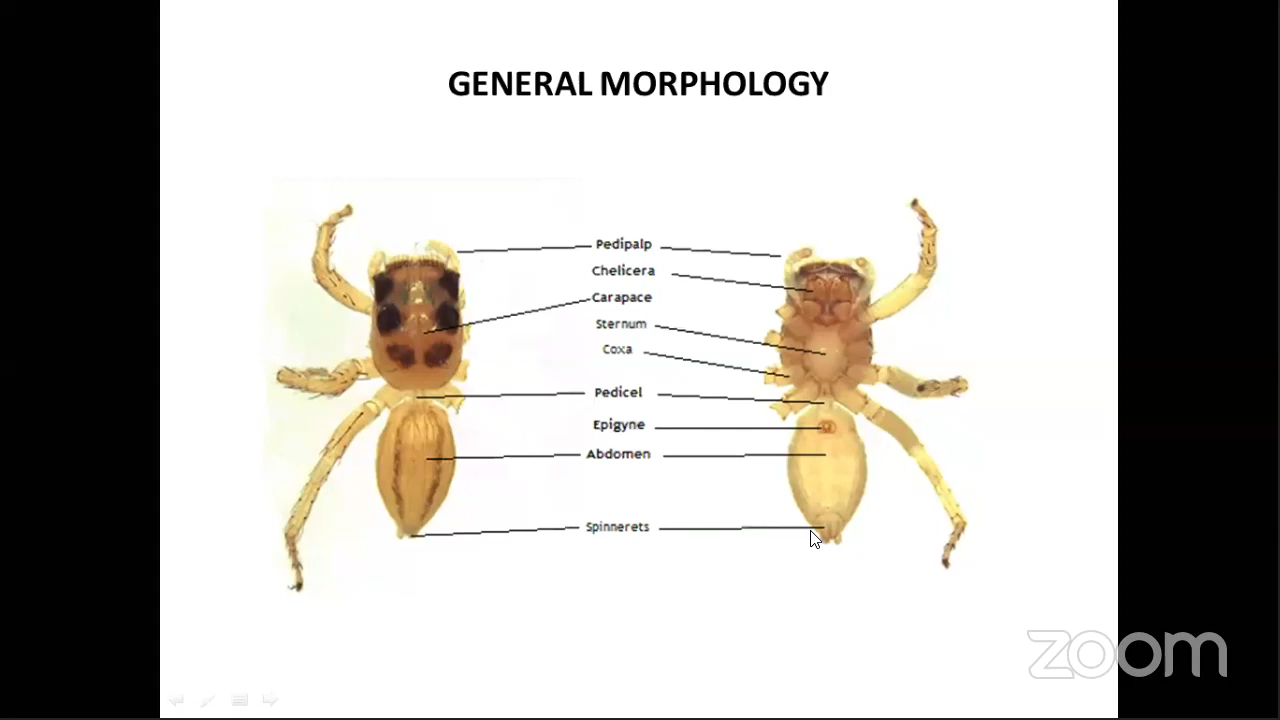 GENERAL MORPHOLOGY
Pedipalp
Chelicera
Carapace
Sternum
Coxa
Pedicel
Epigyne
Abdomen
Spinnerets
zoom